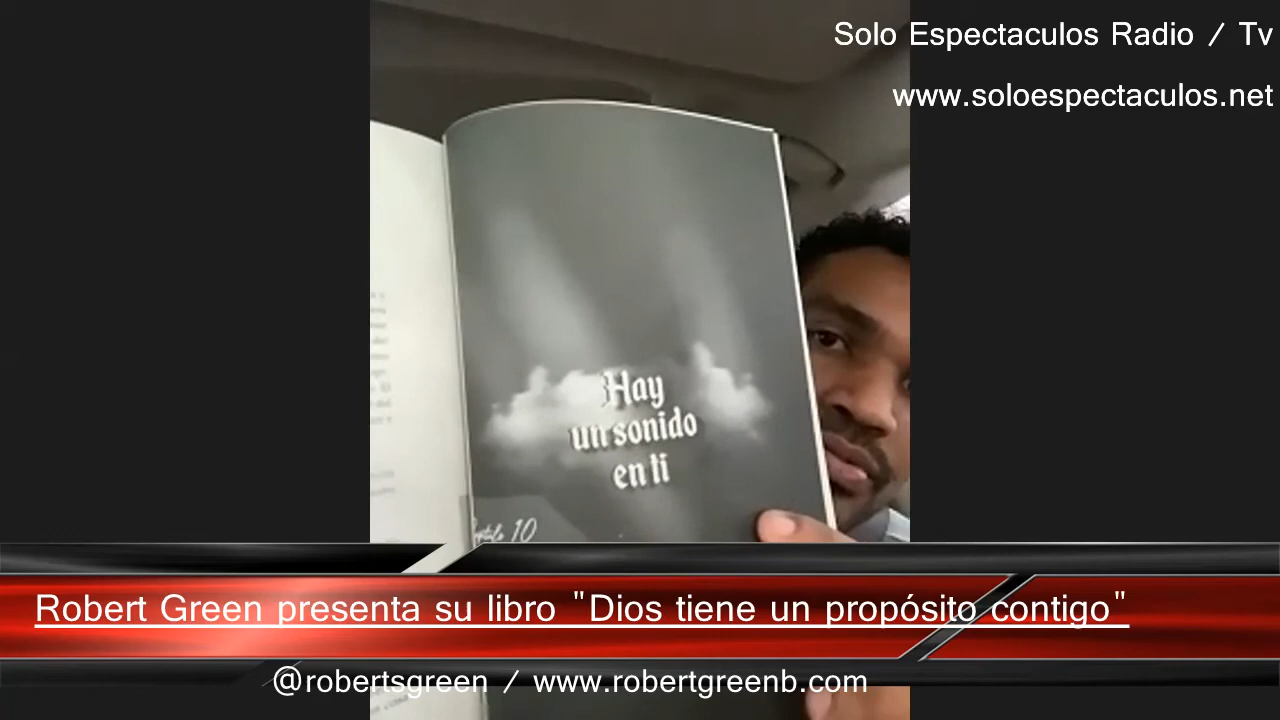 Solo Espectaculos Radio / Tv
www.soloespectaculos.net
Hay
un sonido
en ti
10
Robert Green presenta su libro "Dios tiene un propósito contigo"
@robertsgreen / www.robertgreenb.com